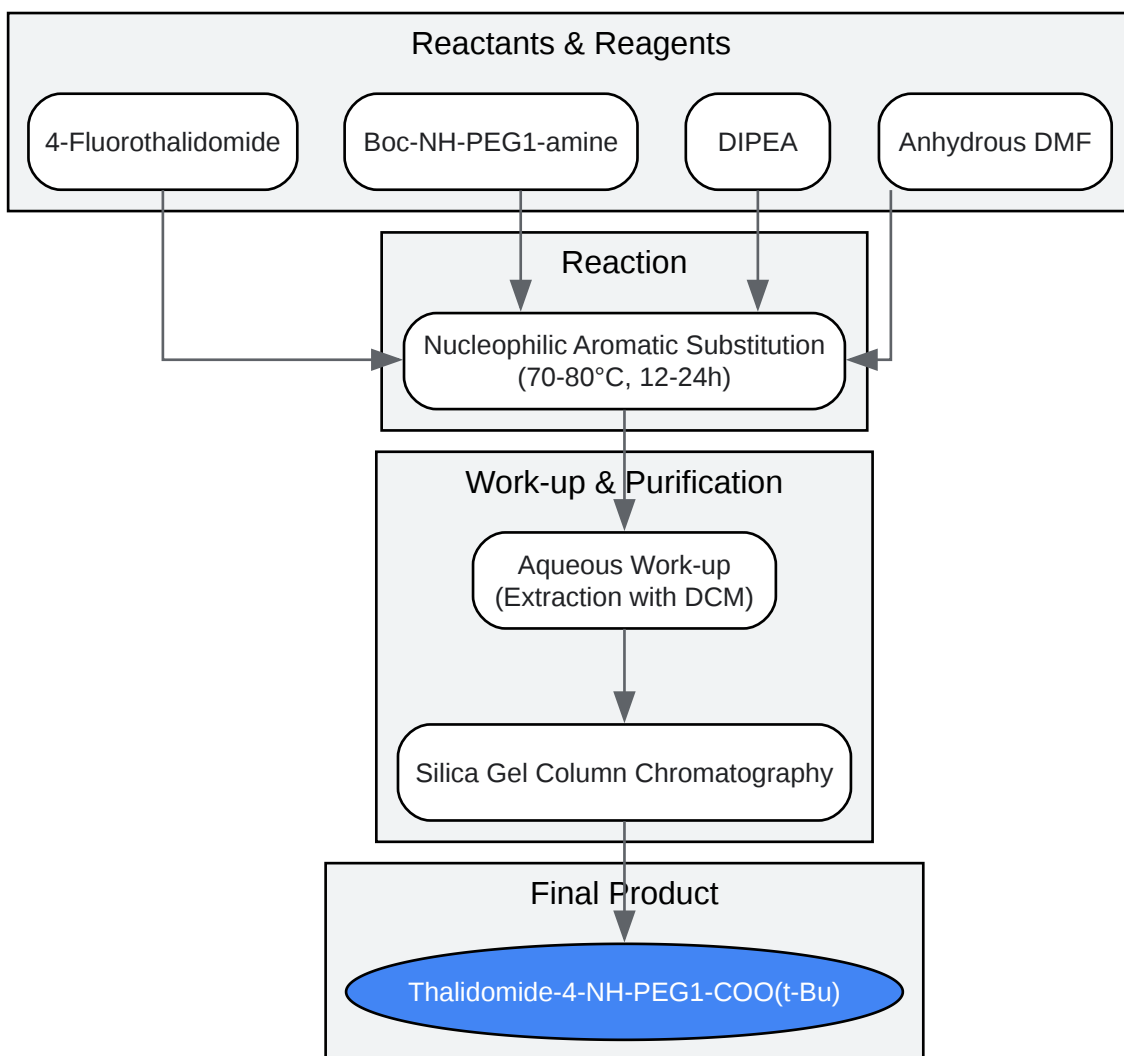 Reactants & Reagents
4-Fluorothalidomide
Boc-NH-PEG1-amine
DIPEA
Anhydrous DMF
Reaction
Nucleophilic Aromatic Substitution
(70-80°C, 12-24h)
Work-up & Purification
Aqueous Work-up
(Extraction with DCM)
Silica Gel Column Chromatography
Final Product
Thalidomide-4-NH-PEG1-COO(t-Bu)